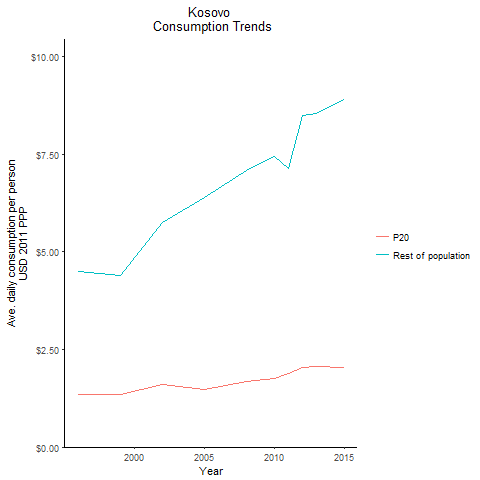 Kosovo
Consumption Trends
$10.00
$7.50
$5.00
$2.50
$0.00
Ave. daily consumption per person
USD 2011 PPP
2000
2005
2010
2015
Year
P20
Rest of population